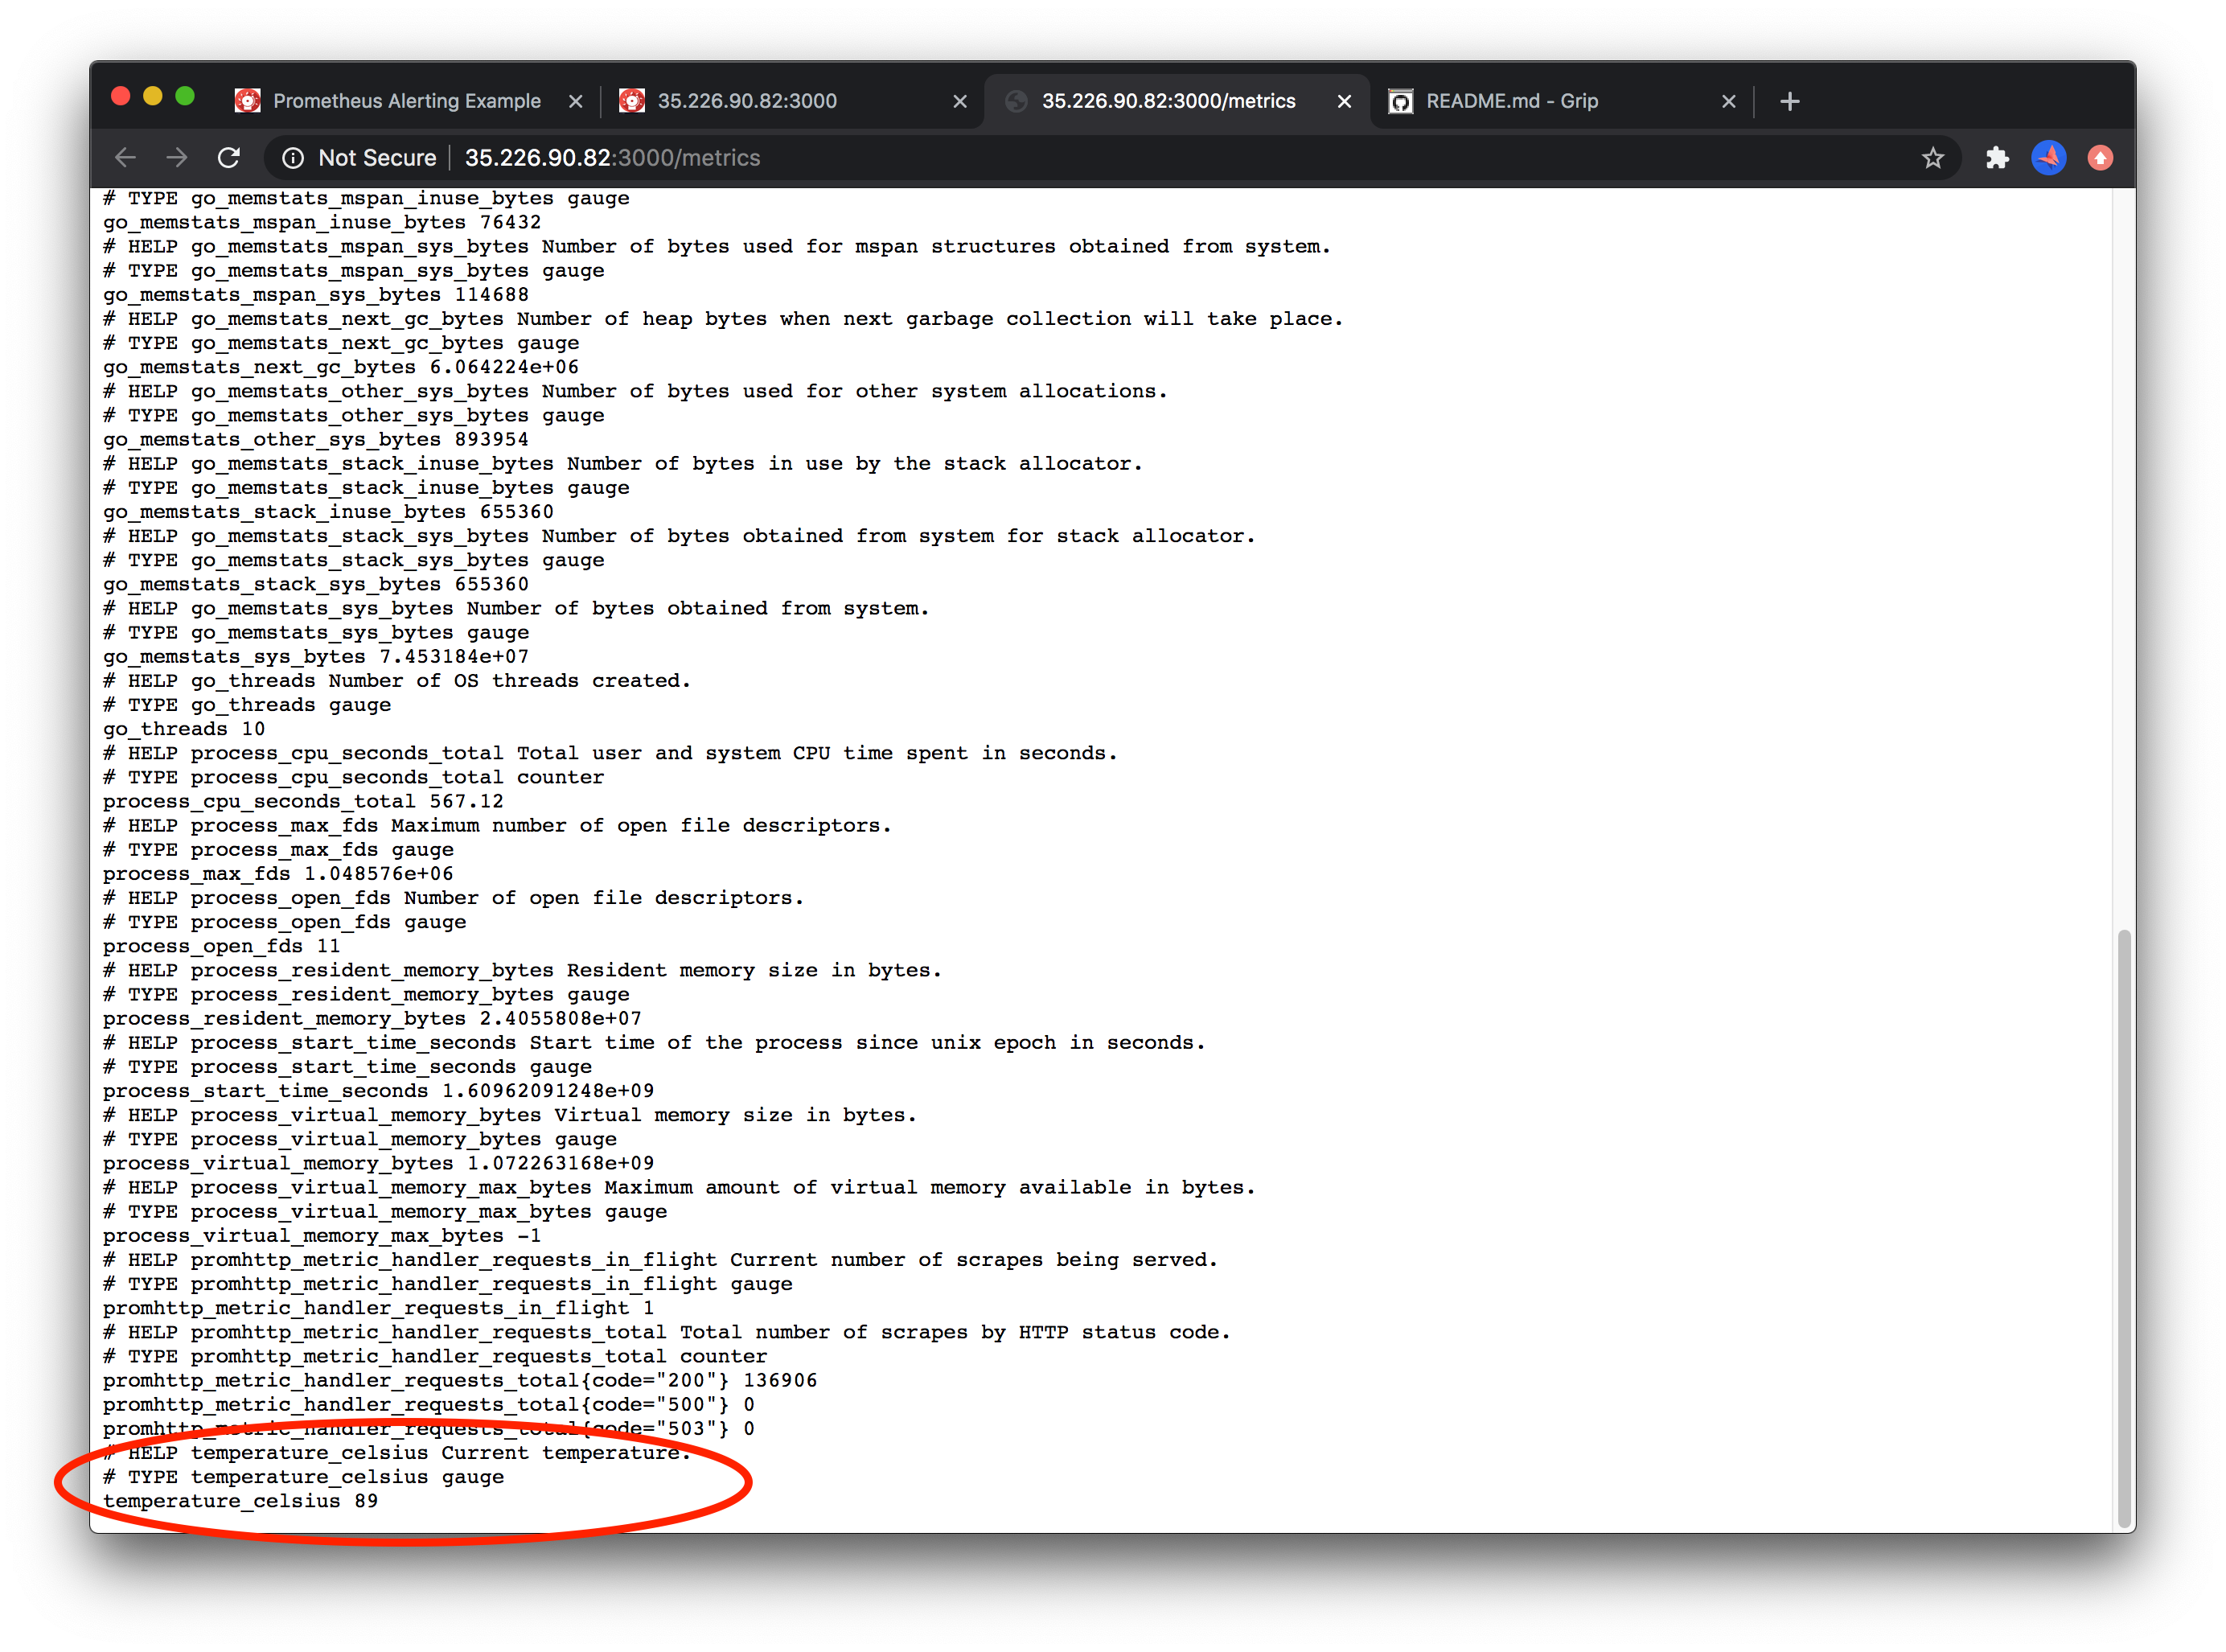 Prometheus Alerting Example
35.226.90.82:3000
35.226.90.82:3000/metrics
README.md - Grip
Not Secure
35.226.90.82:3000/metrics
# TYPE go_memstats_mspan_inuse_bytes gauge
go_memstats_mspan_inuse_bytes 76432
# HELP go_memstats_mspan_sys_bytes Number of bytes used for mspan structures obtained from system.
# TYPE go_memstats_mspan_sys_bytes gauge
go_memstats_mspan_sys_bytes 114688
# HELP go_memstats_next_gc_bytes Number of heap bytes when next garbage collection will take place.
# TYPE go_memstats_next_gc_bytes gauge
go_memstats_next_gc_bytes 6.064224e+06
# HELP go_memstats_other_sys_bytes Number of bytes used for other system allocations.
# TYPE go_memstats_other_sys_bytes gauge
go_memstats_other_sys_bytes 893954
# HELP go_memstats_stack_inuse_bytes Number of bytes in use by the stack allocator.
# TYPE go_memstats_stack_inuse_bytes gauge
go_memstats_stack_inuse_bytes 655360
# HELP go_memstats_stack_sys_bytes Number of bytes obtained from system for stack allocator.
# TYPE go_memstats_stack_sys_bytes gauge
go_memstats_stack_sys_bytes 655360
# HELP go_memstats_sys_bytes Number of bytes obtained from system.
# TYPE go_memstats_sys_bytes gauge
go_memstats_sys_bytes 7.453184e+07
# HELP go_threads Number of OS threads created.
# TYPE go_threads gauge
go_threads 10
# HELP process_cpu_seconds_total Total user and system CPU time spent in seconds.
# TYPE process_cpu_seconds_total counter
process_cpu_seconds_total 567.12
# HELP process_max_fds Maximum number of open file descriptors.
# TYPE process_max_fds gauge
process_max_fds 1.048576e+06
# HELP process_open_fds Number of open file descriptors.
# TYPE process_open_fds gauge
process_open_fds 11
# HELP process_resident_memory_bytes Resident memory size in bytes.
# TYPE process_resident_memory_bytes gauge
process_resident_memory_bytes 2.4055808e+07
# HELP process_start_time_seconds Start time of the process since unix epoch in seconds.
# TYPE process_start_time_seconds gauge
process_start_time_seconds 1.60962091248e+09
# HELP process_virtual_memory_bytes Virtual memory size in bytes.
# TYPE process_virtual_memory_bytes gauge
process_virtual_memory_bytes 1.072263168e+09
# HELP process_virtual_memory_max_bytes Maximum amount of virtual memory available in bytes.
# TYPE process_virtual_memory_max_bytes gauge
process_virtual_memory_max_bytes -1
# HELP promhttp_metric_handler_requests_in_flight Current number of scrapes being served.
# TYPE promhttp_metric_handler_requests_in_flight gauge
promhttp_metric_handler_requests_in_flight 1
# HELP promhttp_metric_handler_requests_total Total number of scrapes by HTTP status code.
# TYPE promhttp_metric_handler_requests_total counter
promhttp_metric_handler_requests_total{code="200"} 136906
promhttp_metric_handler_requests_total{code="500"} 0
promhttp_metric_handler_requests_total{code="503"} 0
# HELP temperature_celsius Current temperature.
# TYPE temperature_celsius gauge
temperature_celsius 89